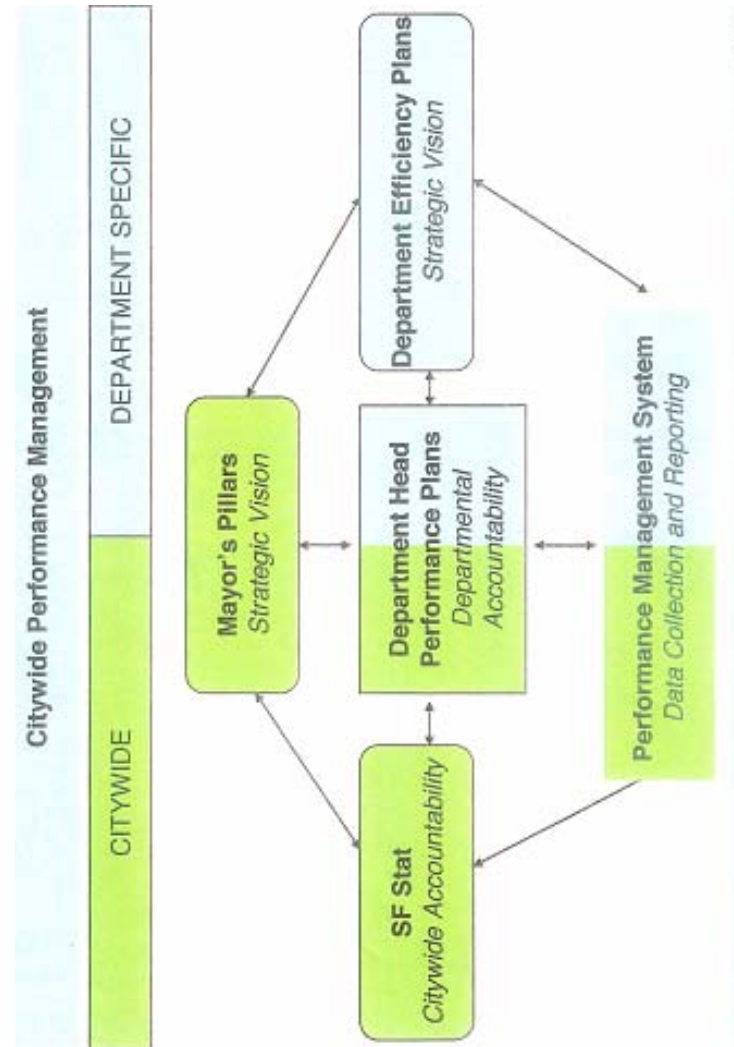 Citywide Performance Management
CITYWIDE
DEPARTMENT SPECIFIC
Mayor's Pillars
Strategic Vision
SF Stat
Citywide Accountability
Department Head
Performance Plans
Departmental
Accountability
Department Efficiency Plans
Strategic Vision
Performance Management System
Data Collection and Reporting